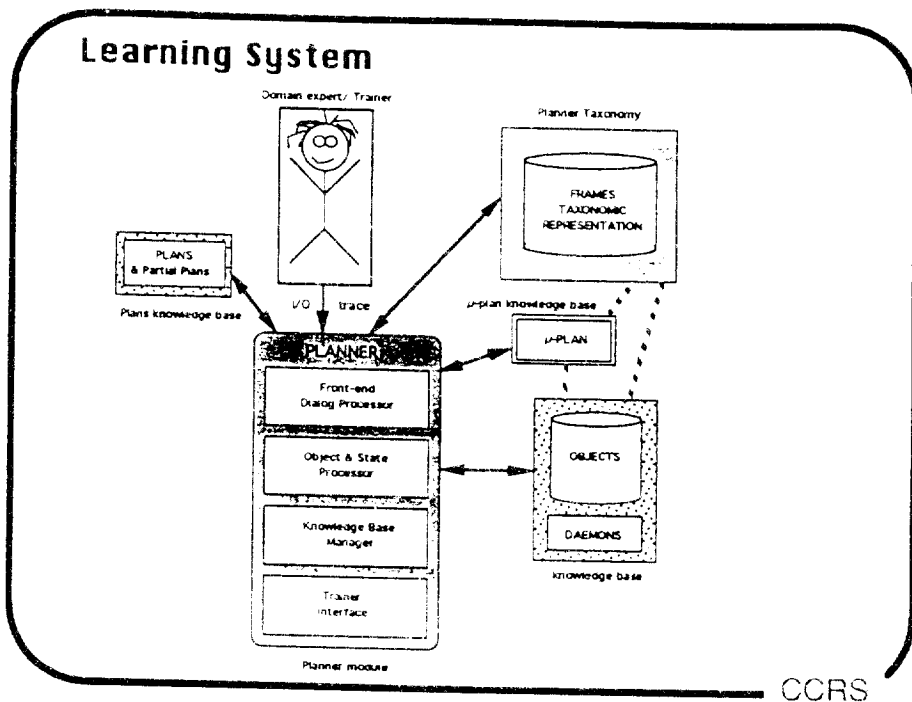 Learning System
Domain expert/ Trainer
Planner Taxonomy
FRAMES
TAXONOMIC
REPRESENTATION
PLANS
& Partial Plans
Plans knowledge base
I/O trace
μ-plan knowledge base
μ-PLAN
PLANNER
Front-end
Dialog Processor
Object & State
Processor
OBJECTS
Knowledge Base
Manager
DAEMONS
knowledge base
Trainer
Interface
Planner module
CCRS